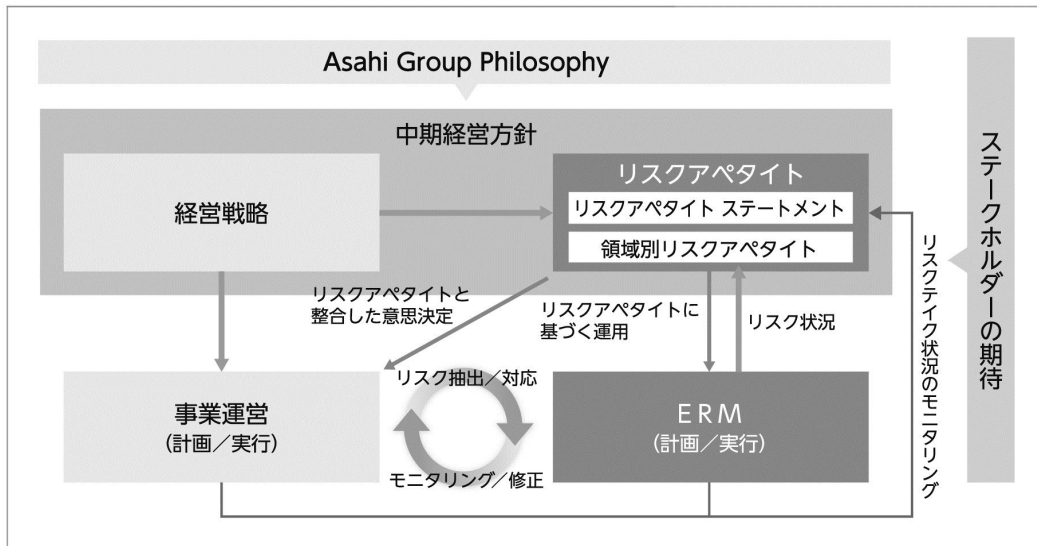 Asahi Group Philosophy
中期経営方針
経営戦略
リスクアペタイト
リスクアペタイト ステートメント
領域別リスクアペタイト
リスクアペタイトと
整合した意思決定
リスクアペタイトに
基づく運用
リスク状況
事業運営
(計画／実行)
リスク抽出／対応
モニタリング／修正
ERM
(計画／実行)
リスクテイク状況のモニタリング
ステークホルダーの期待